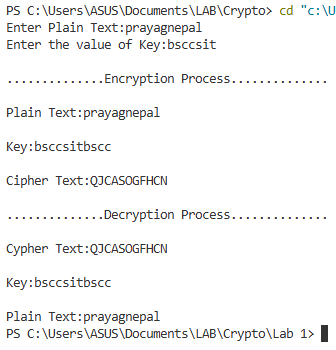 PS C:\Users\ASUS\Documents\LAB\Crypto> cd "c:\U
Enter Plain Text:prayagnepal
Enter the value of Key:bsccsit
..............Encryption Process..............
Plain Text:prayagnepal
Key:bsccsitbscc
Cipher Text:QJCASOGFHCN
..............Decryption Process..............
Cypher Text:QJCASOGFHCN
Key:bsccsitbscc
Plain Text:prayagnepal
PS C:\Users\ASUS\Documents\LAB\Crypto\Lab 1>